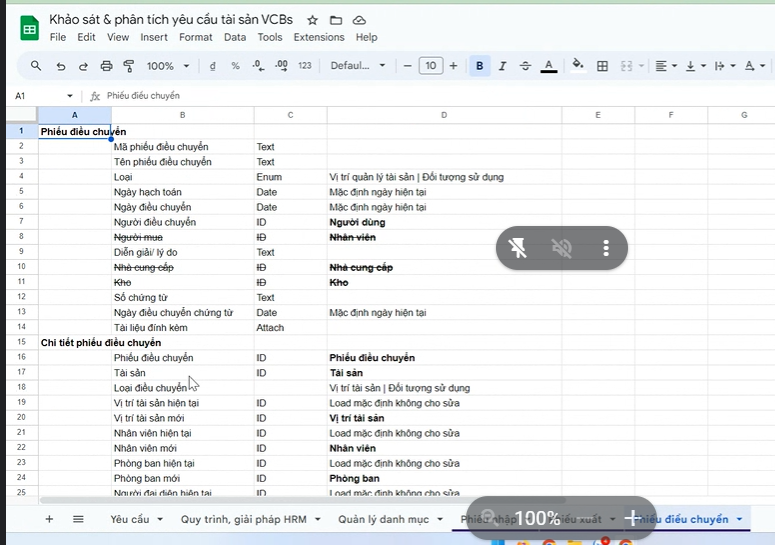 Khảo sát & phân tích yêu cầu tài sản VCBs
File Edit View Insert Format Data Tools Extensions Help
100% đ % .0 .00 123 Defaul... 10 B I A
A1 fx Phiếu điều chuyển
A B C D E F G
1 Phiếu điều chuyển
2 Mã phiếu điều chuyển Text
3 Tên phiếu điều chuyển Text
4 Loại Enum Vị trí quản lý tài sản | Đối tượng sử dụng
5 Ngày hạch toán Date Mặc định ngày hiện tại
6 Ngày điều chuyển Date Mặc định ngày hiện tại
7 Người điều chuyển ID Người dùng
8 Người mua ID Nhân viên
9 Diễn giải/ lý do Text
10 Nhà cung cấp ID Nhà cung cấp
11 Kho ID Kho
12 Số chứng từ Text
13 Ngày điều chuyển chứng từ Date Mặc định ngày hiện tại
14 Tài liệu đính kèm Attach
15 Chi tiết phiếu điều chuyển
16 Phiếu điều chuyển ID Phiếu điều chuyển
17 Tài sản ID Tài sản
18 Loại điều chuyển Vị trí tài sản | Đối tượng sử dụng
19 Vị trí tài sản hiện tại ID Load mặc định không cho sửa
20 Vị trí tài sản mới ID Vị trí tài sản
21 Nhân viên hiện tại ID Load mặc định không cho sửa
22 Nhân viên mới ID Nhân viên
23 Phòng ban hiện tại ID Load mặc định không cho sửa
24 Phòng ban mới ID Phòng ban
25 Người đại diện hiện tại ID Load mặc định không cho sửa
Yêu cầu Quy trình, giải pháp HRM Quản lý danh mục Phiếu nhập Phiếu xuất Phiếu điều chuyển
100%